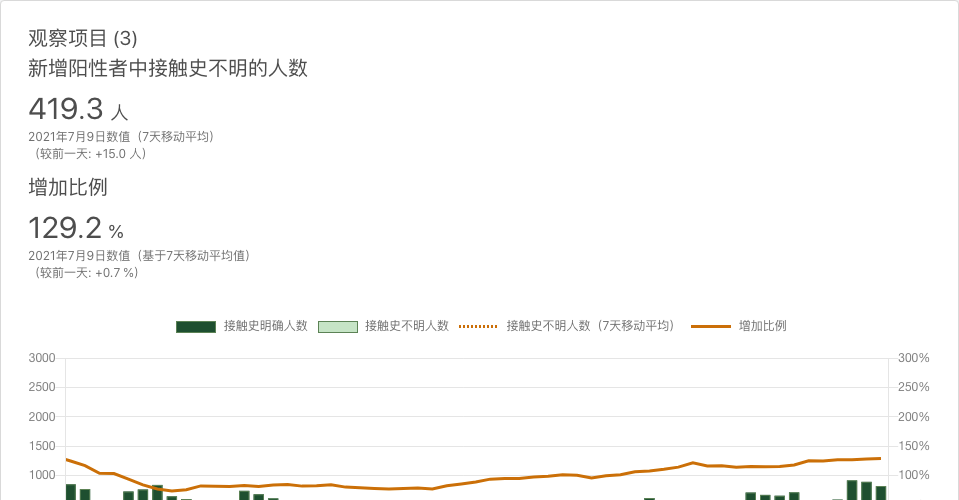 观察项目 (3)
新增阳性者中接触史不明的人数
419.3 人
2021年7月9日数值（7天移动平均）
（较前一天: +15.0 人）
增加比例
129.2 %
2021年7月9日数值（基于7天移动平均值）
（较前一天: +0.7 %）
接触史明确人数 接触史不明人数 接触史不明人数（7天移动平均） 增加比例
3000 300%
2500 250%
2000 200%
1500 150%
1000 100%